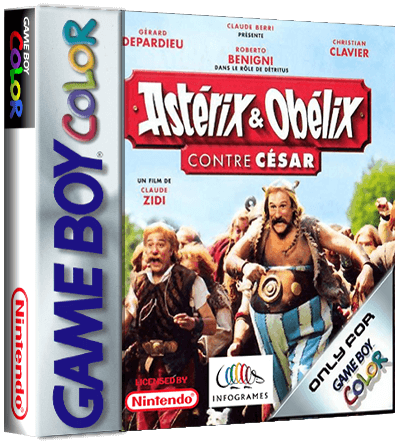 GAME BOY
COLOR
Nintendo
GAME BOY COLOR
CLAUDE BERRI
PRÉSENTE
GÉRARD
DEPARDIEU
CHRISTIAN
CLAVIER
ROBERTO
BENIGNI
DANS LE RÔLE DE DÉTRITUS
Astérix & Obélix
CONTRE CÉSAR
UN FILM DE
CLAUDE
ZIDI
LICENSED BY
Nintendo
INFOGRAMES
ONLY FOR
GAME BOY
COLOR